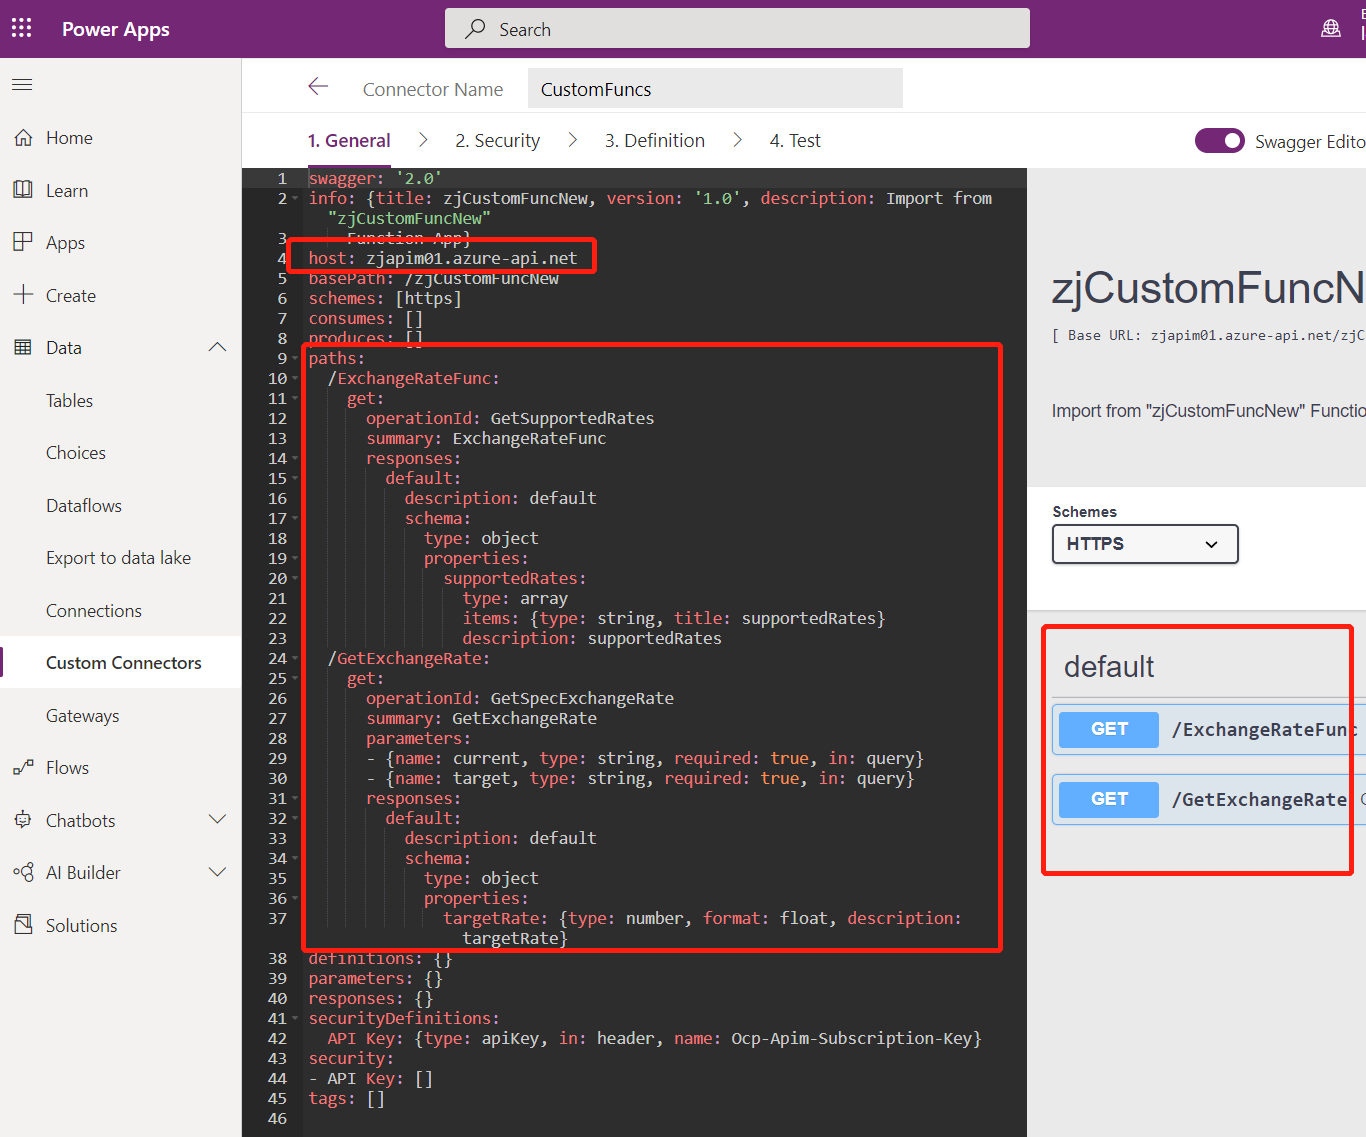 Power Apps
Search
Home
Learn
Apps
Create
Data
Tables
Choices
Dataflows
Export to data lake
Connections
Custom Connectors
Gateways
Flows
Chatbots
AI Builder
Solutions
Connector Name
CustomFuncs
1. General
2. Security
3. Definition
4. Test
Swagger Edito
1 swagger: '2.0'
2 info: {title: zjCustomFuncNew, version: '1.0', description: Import from
"zjCustomFuncNew"
3 Function App}
4 host: zjapim01.azure-api.net
5 basePath: /zjCustomFuncNew
6 schemes: [https]
7 consumes: []
8 produces: []
9 paths:
10 /ExchangeRateFunc:
11 get:
12 operationId: GetSupportedRates
13 summary: ExchangeRateFunc
14 responses:
15 default:
16 description: default
17 schema:
18 type: object
19 properties:
20 supportedRates:
21 type: array
22 items: {type: string, title: supportedRates}
23 description: supportedRates
24 /GetExchangeRate:
25 get:
26 operationId: GetSpecExchangeRate
27 summary: GetExchangeRate
28 parameters:
29 - {name: current, type: string, required: true, in: query}
30 - {name: target, type: string, required: true, in: query}
31 responses:
32 default:
33 description: default
34 schema:
35 type: object
36 properties:
37 targetRate: {type: number, format: float, description:
targetRate}
38 definitions: {}
39 parameters: {}
40 responses: {}
41 securityDefinitions:
42 API Key: {type: apiKey, in: header, name: Ocp-Apim-Subscription-Key}
43 security:
44 - API Key: []
45 tags: []
46
zjCustomFuncN
[ Base URL: zjapim01.azure-api.net/zjC
Import from "zjCustomFuncNew" Functio
Schemes
HTTPS
default
GET /ExchangeRateFunc
GET /GetExchangeRate